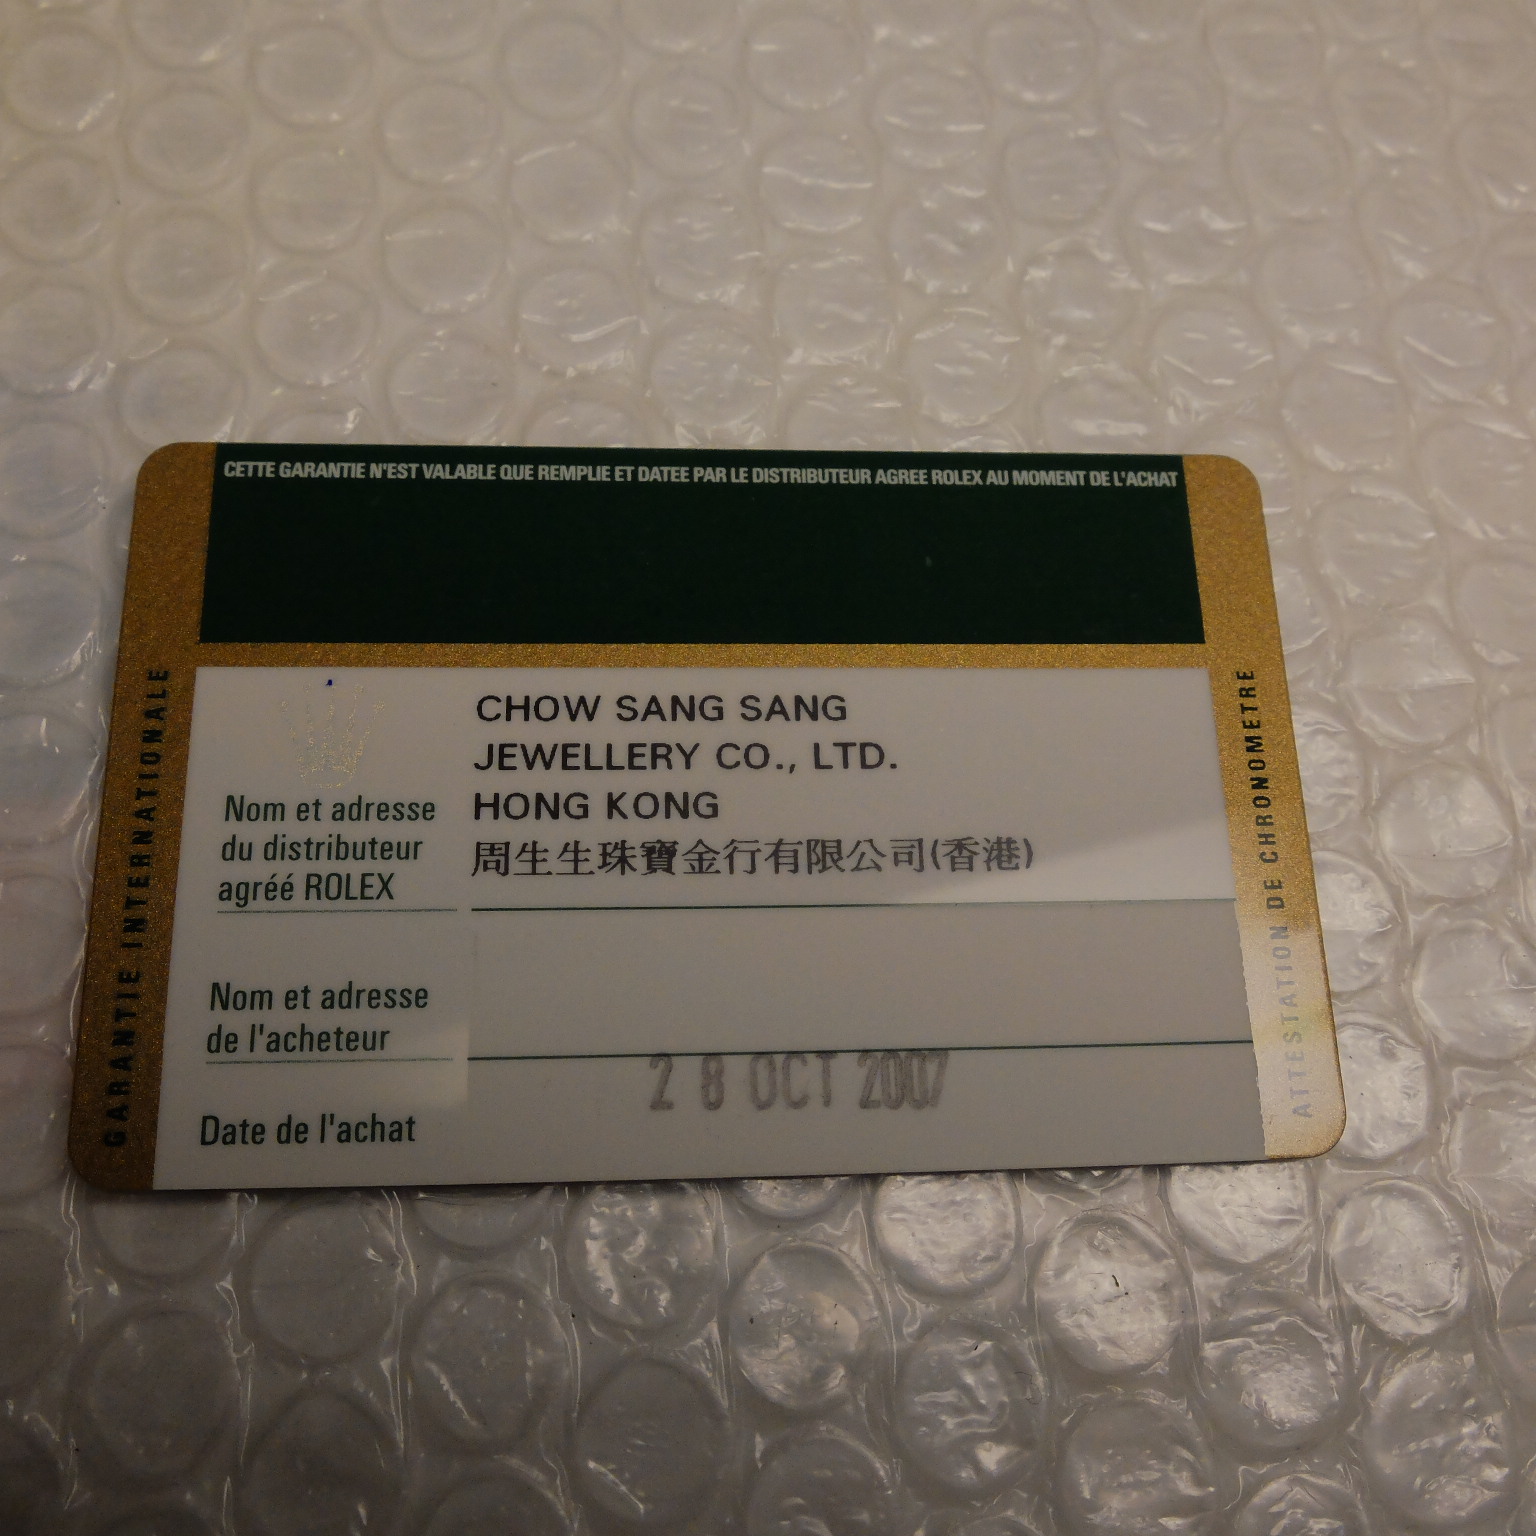 CETTE GARANTIE N'EST VALABLE QUE REMPLIE ET DATEE PAR LE DISTRIBUTEUR AGREE ROLEX AU MOMENT DE L'ACHAT
GARANTIE INTERNATIONALE
CHOW SANG SANG
JEWELLERY CO., LTD.
HONG KONG
周生生珠寶金行有限公司(香港)
Nom et adresse
du distributeur
agréé ROLEX
Nom et adresse
de l'acheteur
28 OCT 2007
Date de l'achat
ATTESTATION DE CHRONOMETRE